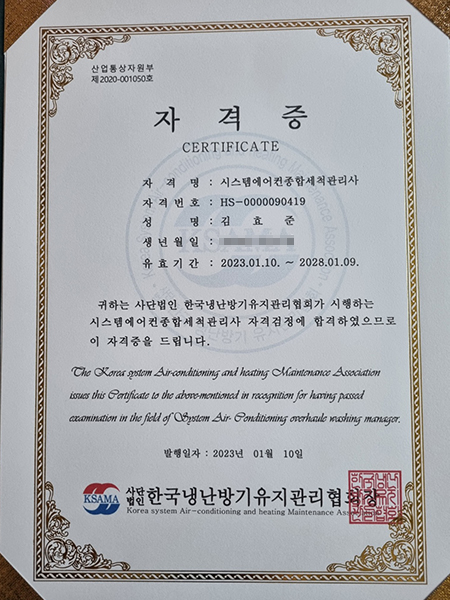 산업통상자원부
제2020-001050호
자 격 증
CERTIFICATE
자 격 명 : 시스템에어컨종합세척관리사
자격번호 : HS-0000090419
성 명 : 김 효 준
생년월일 :
유효기간 : 2023.01.10. ~ 2028.01.09.
귀하는 사단법인 한국냉난방기유지관리협회가 시행하는
시스템에어컨종합세척관리사 자격검정에 합격하였으므로
이 자격증을 드립니다.
The Korea system Air-conditioning and heating Maintenance Association
issues this Certificate to the above-mentioned in recognition for having passed
examination in the field of System Air-Conditioning overhaule washing manager.
발행일자 : 2023년 01월 10일
KSAMA 사단법인 한국냉난방기유지관리협회장
Korea system Air-conditioning and heating Maintenance